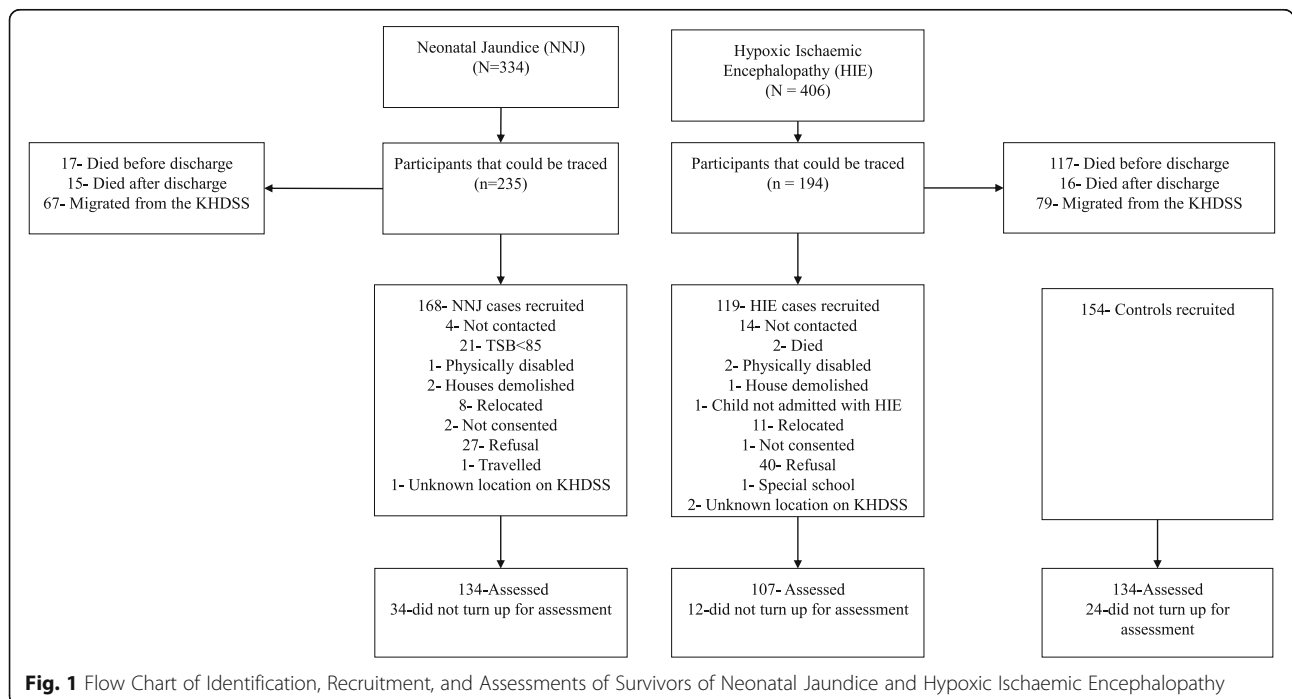 Neonatal Jaundice (NNJ)
(N=334)
Hypoxic Ischaemic
Encephalopathy (HIE)
(N = 406)
17- Died before discharge
15- Died after discharge
67- Migrated from the KHDSS
Participants that could be traced
(n=235)
Participants that could be traced
(n = 194)
117- Died before discharge
16- Died after discharge
79- Migrated from the KHDSS
168- NNJ cases recruited
4- Not contacted
21- TSB<85
1- Physically disabled
2- Houses demolished
8- Relocated
2- Not consented
27- Refusal
1- Travelled
1- Unknown location on KHDSS
119- HIE cases recruited
14- Not contacted
2- Died
2- Physically disabled
1- House demolished
1- Child not admitted with HIE
11- Relocated
1- Not consented
40- Refusal
1- Special school
2- Unknown location on KHDSS
154- Controls recruited
134-Assessed
34-did not turn up for assessment
107- Assessed
12-did not turn up for assessment
134-Assessed
24-did not turn up for
assessment
Fig. 1 Flow Chart of Identification, Recruitment, and Assessments of Survivors of Neonatal Jaundice and Hypoxic Ischaemic Encephalopathy